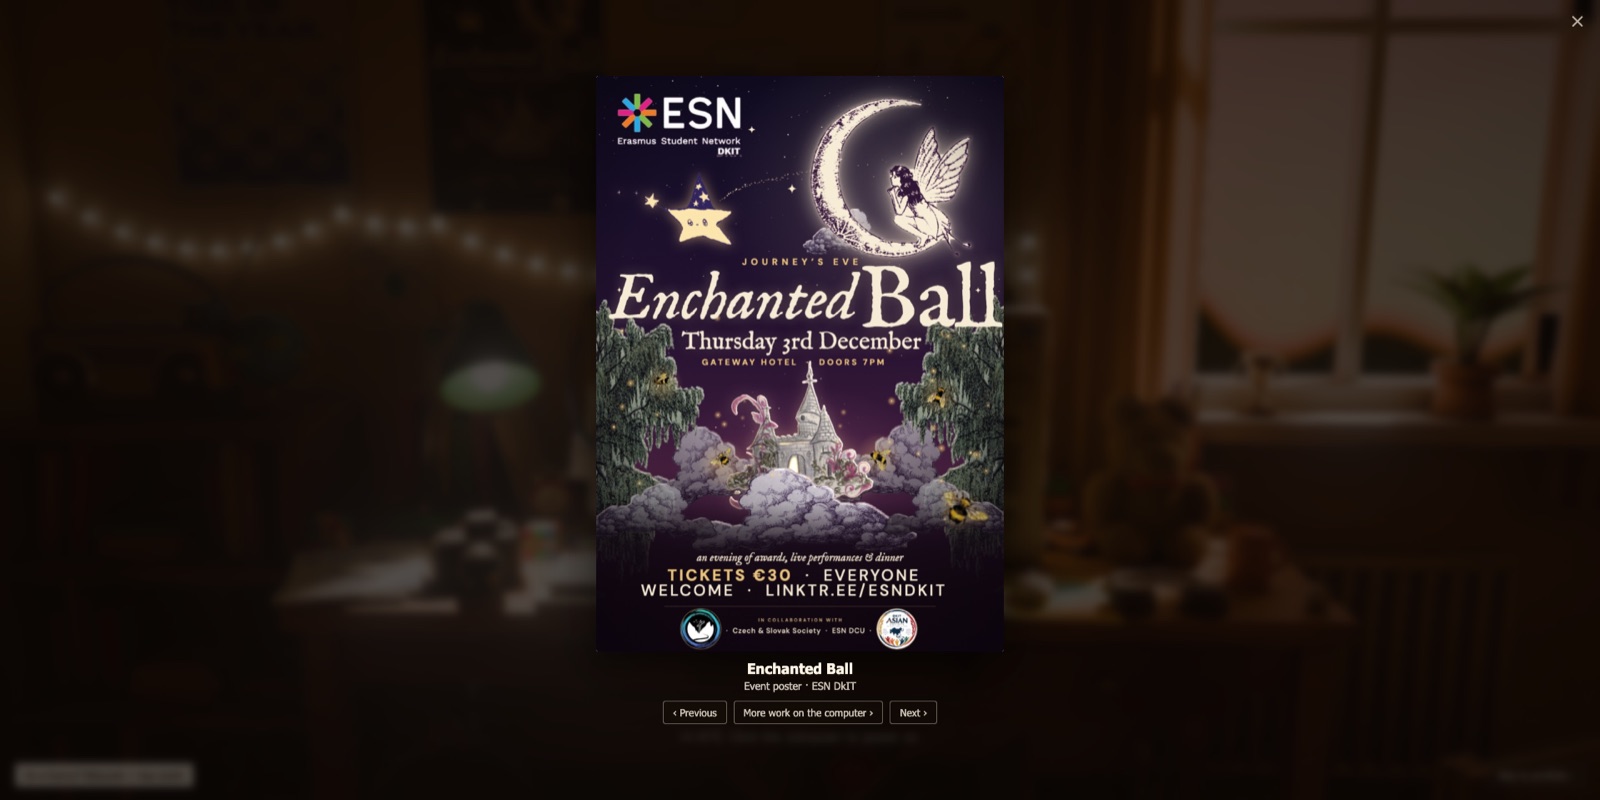 ESN
Erasmus Student Network
DKIT
JOURNEY'S EVE
Enchanted Ball
Thursday 3rd December
GATEWAY HOTEL DOORS 7PM
an evening of awards, live performances & dinner
TICKETS €30 · EVERYONE
WELCOME · LINKTR.EE/ESNDKIT
IN COLLABORATION WITH
· Czech & Slovak Society · ESN DCU ·
ASIAN
Enchanted Ball
Event poster · ESN DkIT
‹ Previous
More work on the computer ›
Next ›